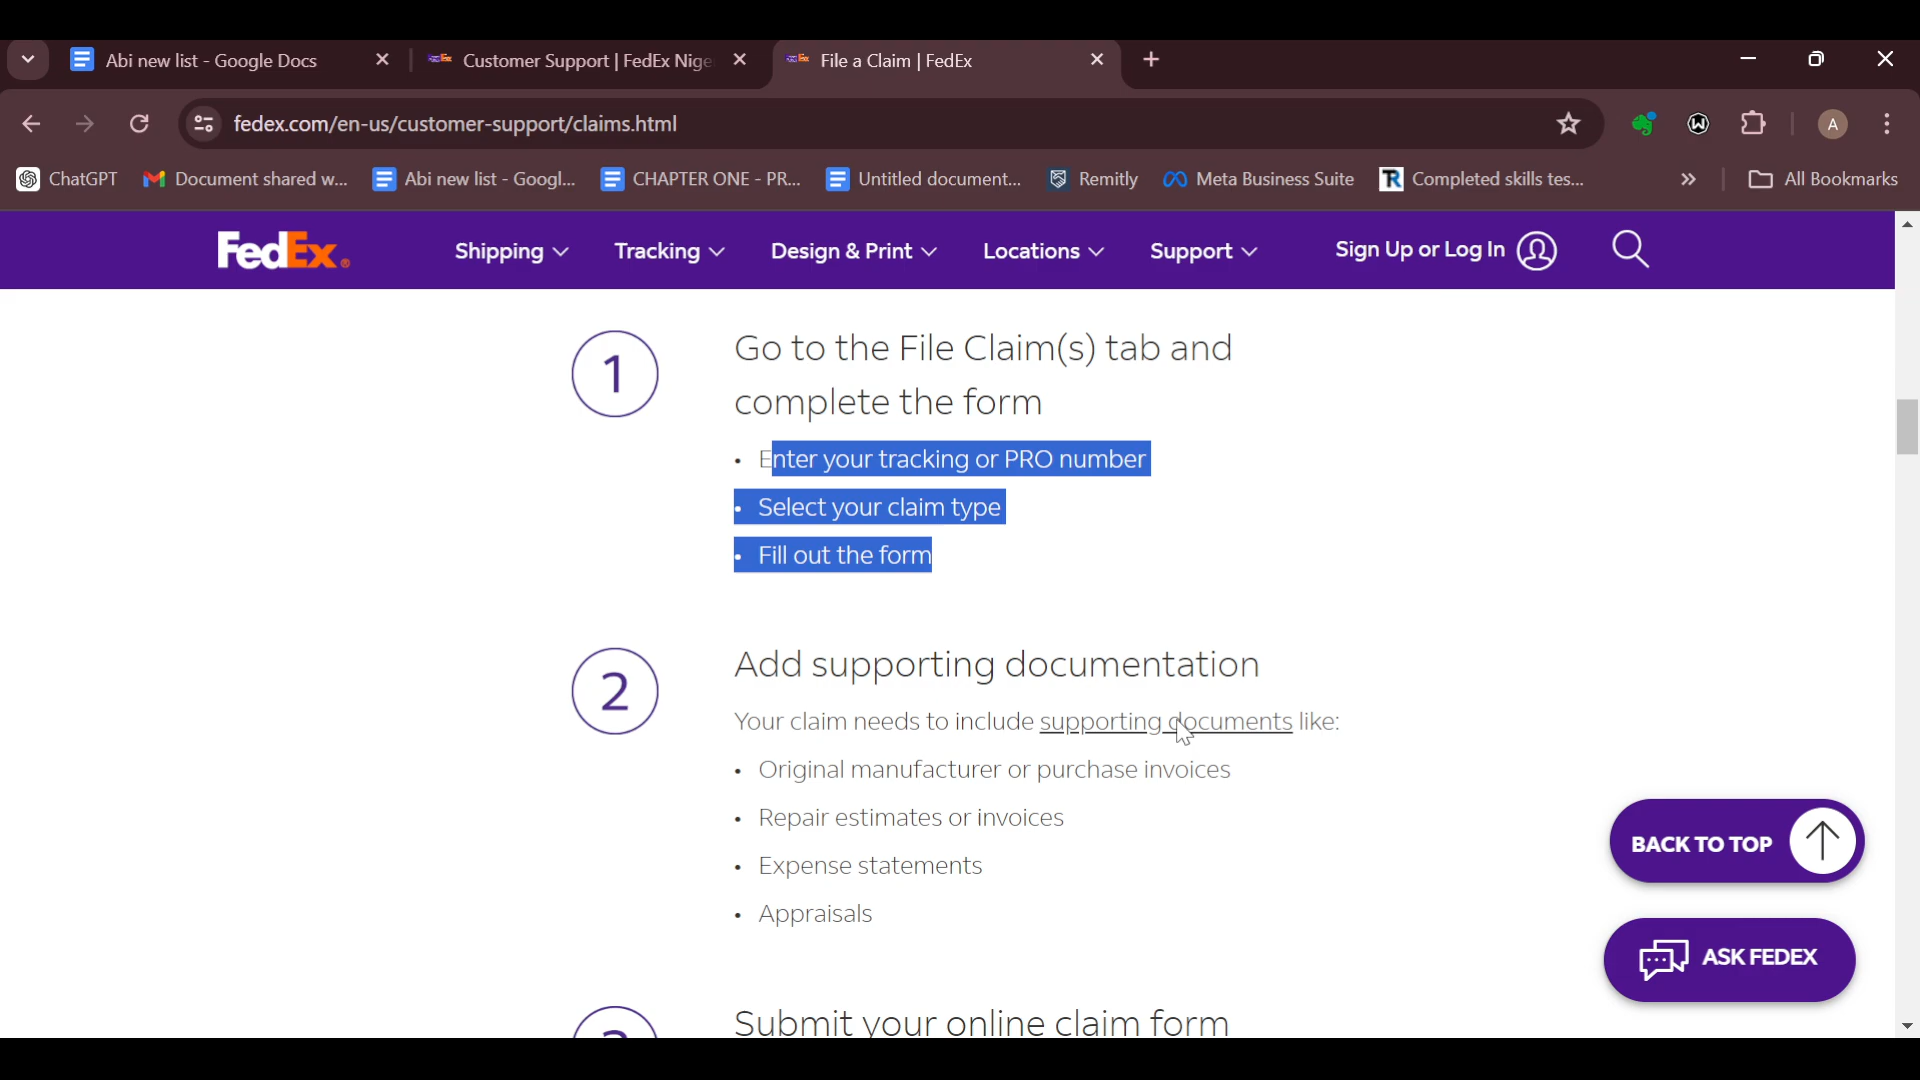 Abi new list - Google Docs
Customer Support | FedEx Nige
File a Claim | FedEx
fedex.com/en-us/customer-support/claims.html
A
ChatGPT
Document shared w...
Abi new list - Googl...
CHAPTER ONE - PR...
Untitled document...
Remitly
Meta Business Suite
TR Completed skills tes...
»
All Bookmarks
FedEx®
Shipping
Tracking
Design & Print
Locations
Support
Sign Up or Log In
1
Go to the File Claim(s) tab and
complete the form
• Enter your tracking or PRO number
• Select your claim type
• Fill out the form
2
Add supporting documentation
Your claim needs to include supporting documents like:
• Original manufacturer or purchase invoices
• Repair estimates or invoices
• Expense statements
• Appraisals
BACK TO TOP
ASK FEDEX
Submit your online claim form